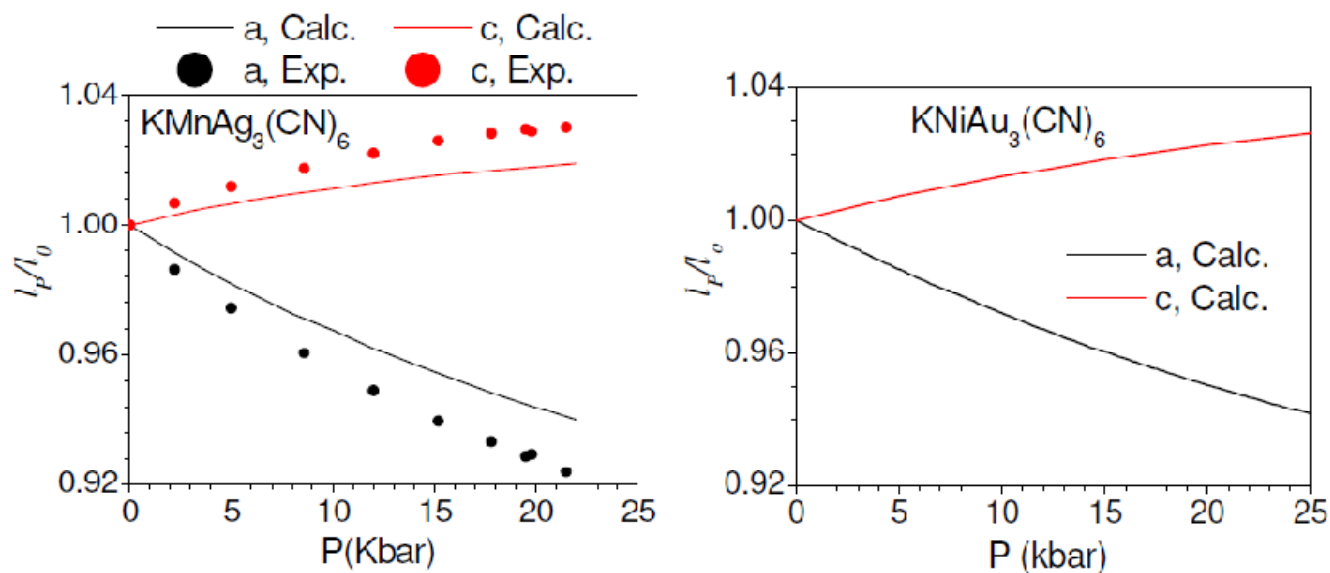 a, Calc. c, Calc.
a, Exp. c, Exp.
KMnAg3(CN)6
1.04
1.00
0.96
0.92
lP/l0
0 5 10 15 20 25
P(Kbar)
KNiAu3(CN)6
1.04
1.00
0.96
0.92
lP/lo
a, Calc.
c, Calc.
0 5 10 15 20 25
P (kbar)